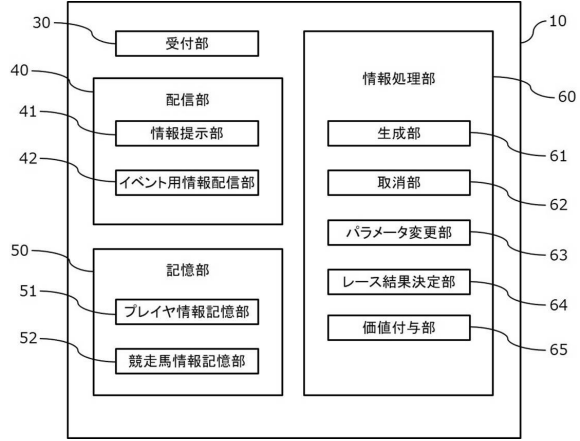 30
受付部
40
配信部
41
情報提示部
42
イベント用情報配信部
50
記憶部
51
プレイヤ情報記憶部
52
競走馬情報記憶部
10
情報処理部
60
生成部
61
取消部
62
パラメータ変更部
63
レース結果決定部
64
価値付与部
65